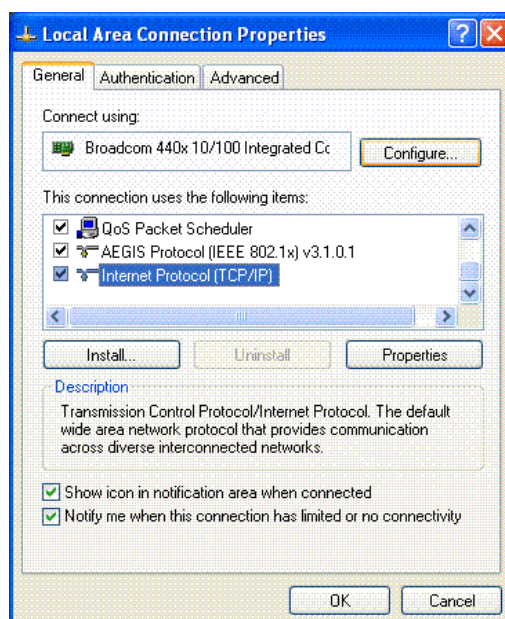 Local Area Connection Properties
General Authentication Advanced
Connect using:
Broadcom 440x 10/100 Integrated Cc
Configure...
This connection uses the following items:
QoS Packet Scheduler
AEGIS Protocol (IEEE 802.1x) v3.1.0.1
Internet Protocol (TCP/IP)
Install... Uninstall Properties
Description
Transmission Control Protocol/Internet Protocol. The default
wide area network protocol that provides communication
across diverse interconnected networks.
Show icon in notification area when connected
Notify me when this connection has limited or no connectivity
OK Cancel